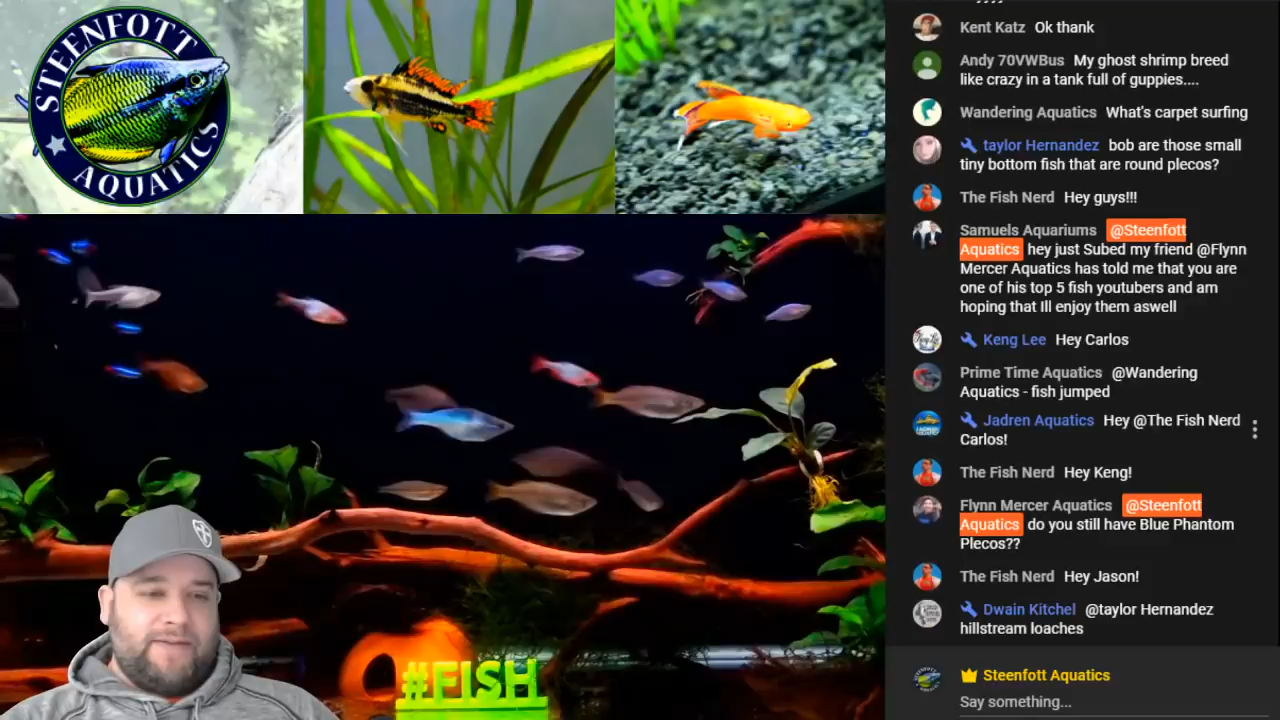 STEENFOTT
AQUATICS
#FISH
Kent Katz Ok thank
Andy 70VWBus My ghost shrimp breed
like crazy in a tank full of guppies....
Wandering Aquatics What's carpet surfing
taylor Hernandez bob are those small
tiny bottom fish that are round plecos?
The Fish Nerd Hey guys!!!
Samuels Aquariums @Steenfott
Aquatics hey just Subed my friend @Flynn
Mercer Aquatics has told me that you are
one of his top 5 fish youtubers and am
hoping that Ill enjoy them aswell
Keng Lee Hey Carlos
Prime Time Aquatics @Wandering
Aquatics - fish jumped
Jadren Aquatics Hey @The Fish Nerd
Carlos!
The Fish Nerd Hey Keng!
Flynn Mercer Aquatics @Steenfott
Aquatics do you still have Blue Phantom
Plecos??
The Fish Nerd Hey Jason!
Dwain Kitchel @taylor Hernandez
hillstream loaches
Steenfott Aquatics
Say something...